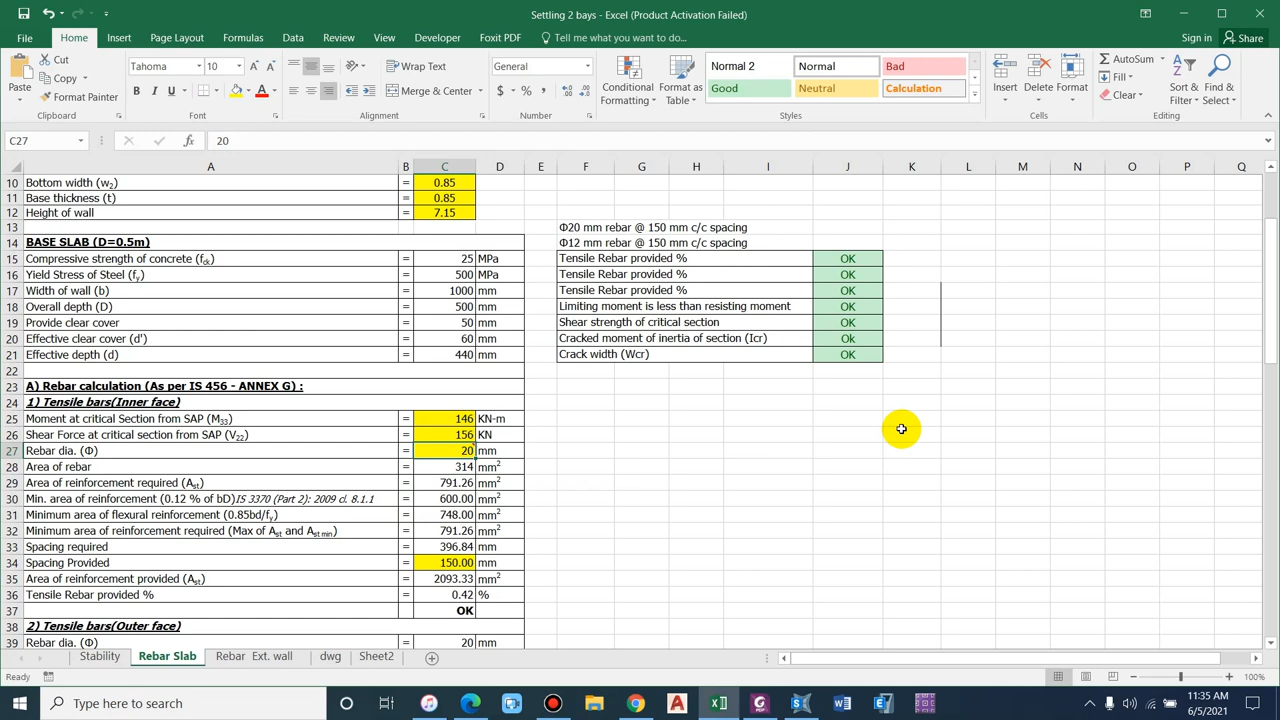 Settling 2 bays - Excel (Product Activation Failed)
File Home Insert Page Layout Formulas Data Review View Developer Foxit PDF Tell me what you want to do... Sign in Share
Paste Cut Copy Format Painter Clipboard
Tahoma 10 B I U A Font
Wrap Text Merge & Center Alignment
General $ % , Number
Conditional Formatting Format as Table
Normal 2 Normal Bad
Good Neutral Calculation
Styles
Insert Delete Format Cells
AutoSum Fill Clear Sort & Filter Find & Select Editing
C27 fx 20
A B C D E F G H I J K L M N O P Q
10 Bottom width (w2) = 0.85
11 Base thickness (t) = 0.85
12 Height of wall = 7.15
13 Φ20 mm rebar @ 150 mm c/c spacing
14 BASE SLAB (D=0.5m) Φ12 mm rebar @ 150 mm c/c spacing
15 Compressive strength of concrete (fck) = 25 MPa Tensile Rebar provided % OK
16 Yield Stress of Steel (fy) = 500 MPa Tensile Rebar provided % OK
17 Width of wall (b) = 1000 mm Tensile Rebar provided % OK
18 Overall depth (D) = 500 mm Limiting moment is less than resisting moment OK
19 Provide clear cover = 50 mm Shear strength of critical section OK
20 Effective clear cover (d') = 60 mm Cracked moment of inertia of section (Icr) Ok
21 Effective depth (d) = 440 mm Crack width (Wcr) OK
22
23 A) Rebar calculation (As per IS 456 - ANNEX G) :
24 1) Tensile bars(Inner face)
25 Moment at critical Section from SAP (M33) = 146 KN-m
26 Shear Force at critical section from SAP (V22) = 156 KN
27 Rebar dia. (Φ) = 20 mm
28 Area of rebar = 314 mm2
29 Area of reinforcement required (Ast) = 791.26 mm2
30 Min. area of reinforcement (0.12 % of bD)IS 3370 (Part 2): 2009 cl. 8.1.1 = 600.00 mm2
31 Minimum area of flexural reinforcement (0.85bd/fy) = 748.00 mm2
32 Minimum area of reinforcement required (Max of Ast and Ast min) = 791.26 mm2
33 Spacing required = 396.84 mm
34 Spacing Provided = 150.00 mm
35 Area of reinforcement provided (Ast) = 2093.33 mm2
36 Tensile Rebar provided % = 0.42 %
37 OK
38 2) Tensile bars(Outer face)
39 Rebar dia. (Φ) = 20 mm
Stability Rebar Slab Rebar Ext. wall dwg Sheet2
Ready 100%
Type here to search
11:35 AM
6/5/2021